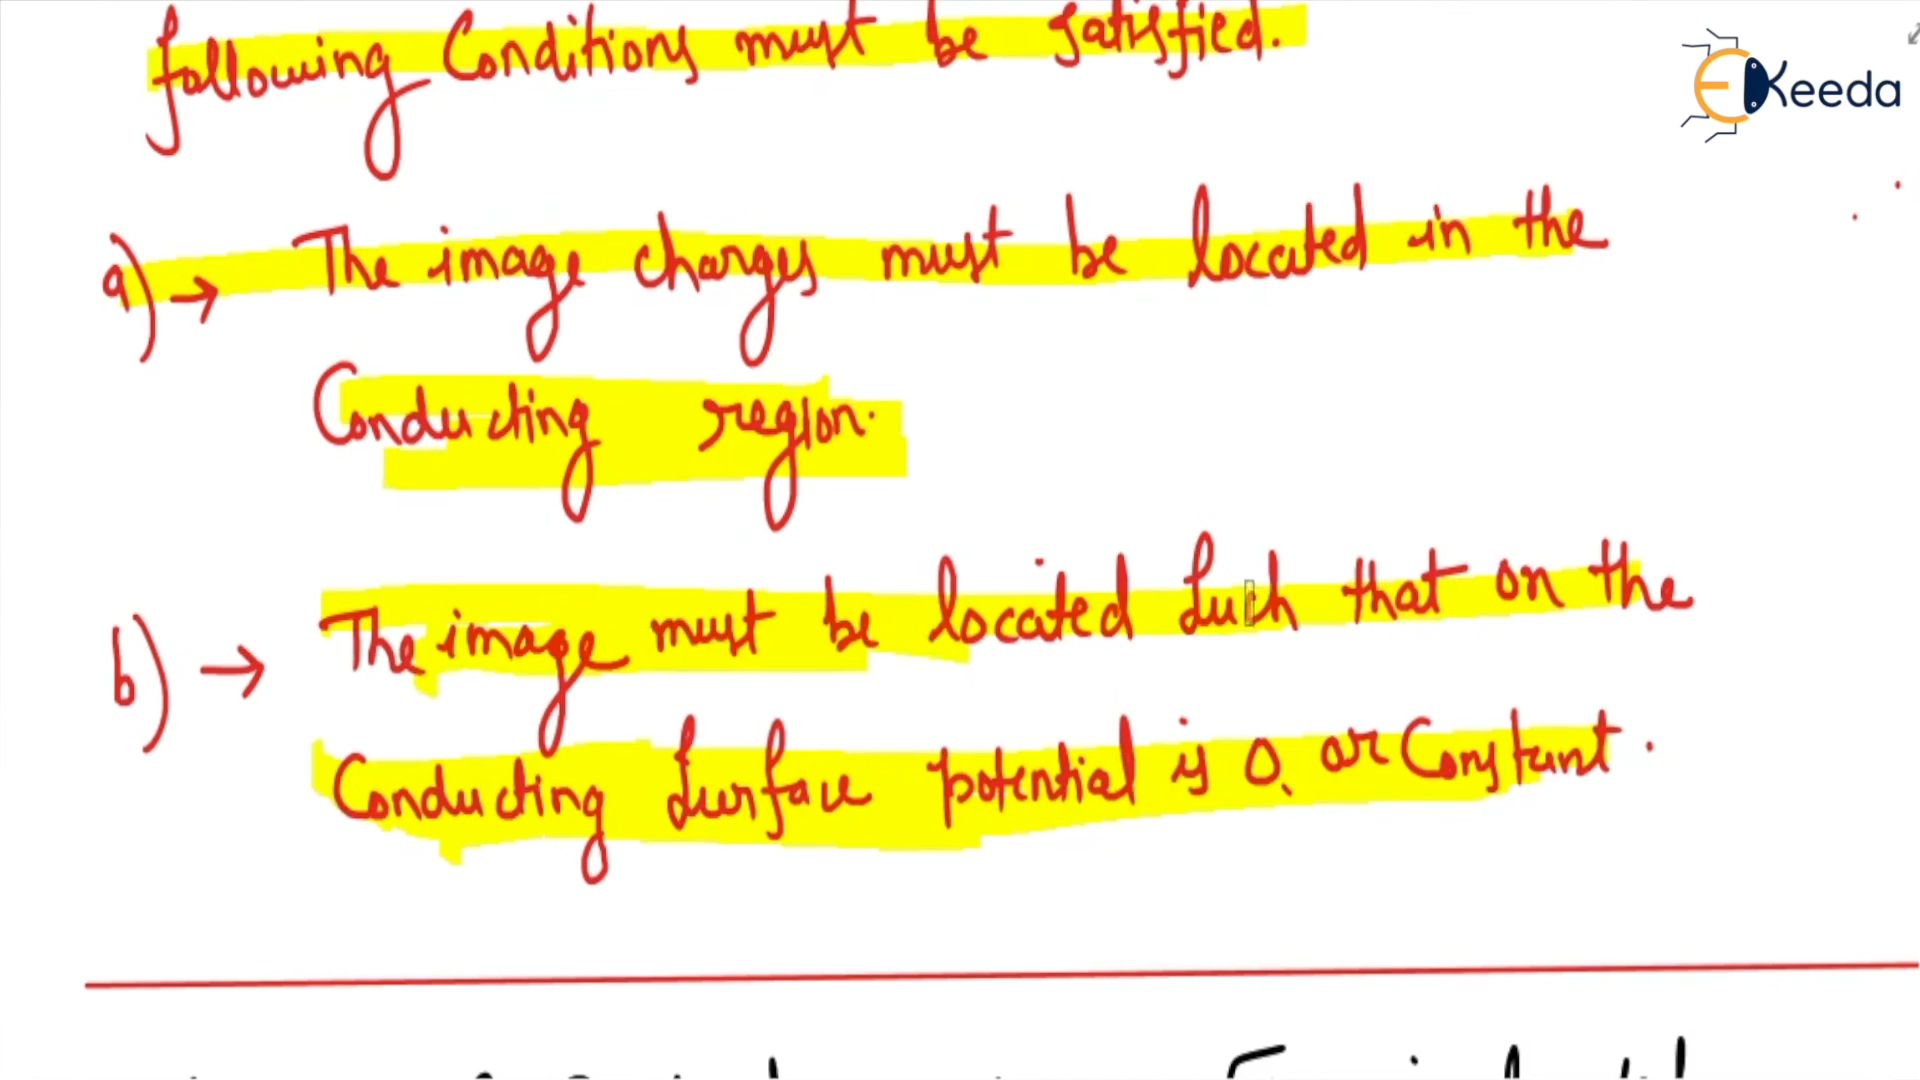 following Conditions must be satisfied.
EKeeda
a) → The image charges must be located in the
Conducting region.
b) → The image must be located such that on the
Conducting surface potential is 0. or Constant.